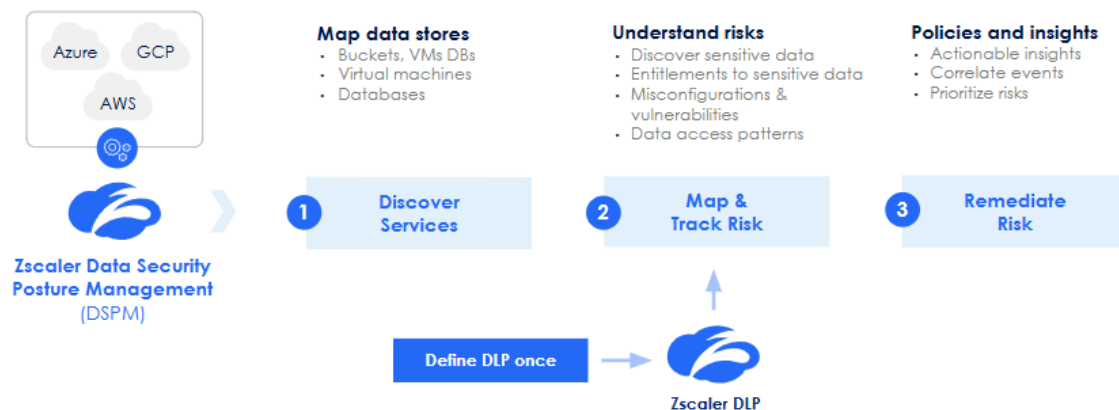 Azure
GCP
AWS
Zscaler Data Security
Posture Management
(DSPM)
Map data stores
• Buckets, VMs DBs
• Virtual machines
• Databases
1
Discover
Services
Understand risks
• Discover sensitive data
• Entitlements to sensitive data
• Misconfigurations &
vulnerabilities
• Data access patterns
2
Map &
Track Risk
Policies and insights
• Actionable insights
• Correlate events
• Prioritize risks
3
Remediate
Risk
Define DLP once
Zscaler DLP